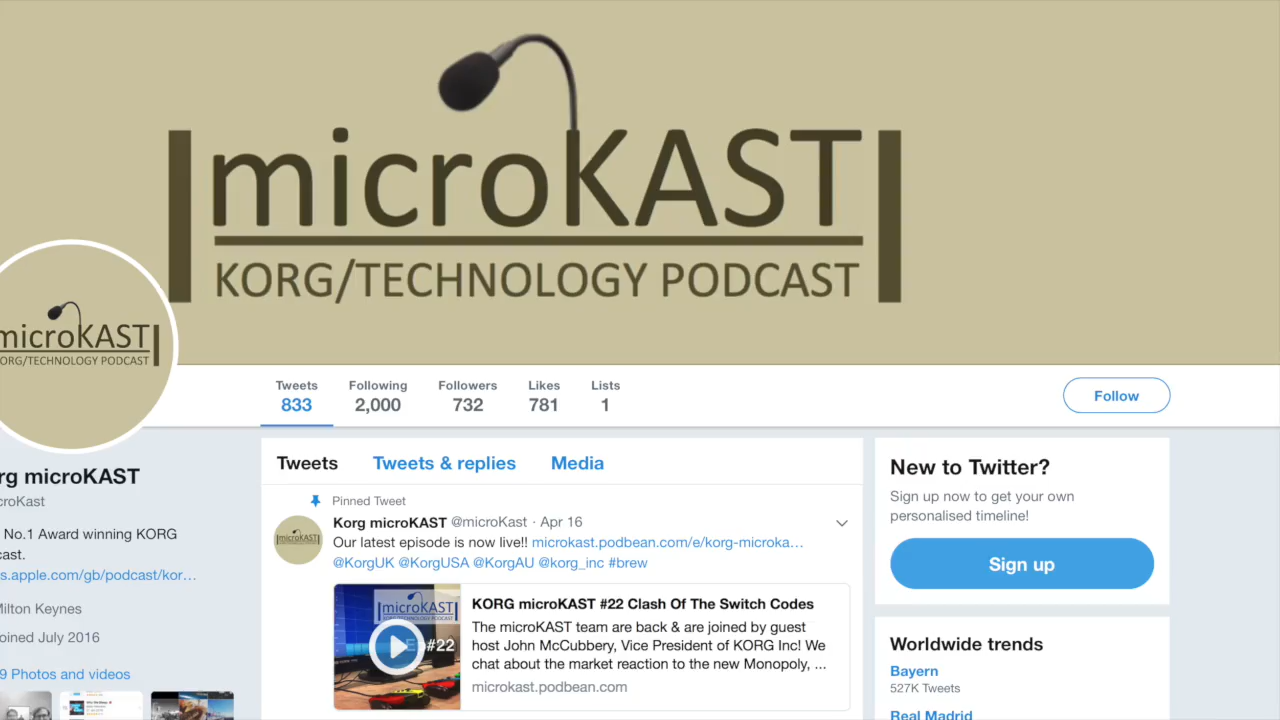 microKAST
KORG/TECHNOLOGY PODCAST
microKAST
ORG/TECHNOLOGY PODCAST
Tweets
833
Following
2,000
Followers
732
Likes
781
Lists
1
Follow
rg microKAST
croKast
No.1 Award winning KORG
cast.
s.apple.com/gb/podcast/kor…
Milton Keynes
oined July 2016
9 Photos and videos
Tweets
Tweets & replies
Media
Pinned Tweet
Korg microKAST @microKast · Apr 16
Our latest episode is now live!! microkast.podbean.com/e/korg-microka…
@KorgUK @KorgUSA @KorgAU @korg_inc #brew
microKAST
#22
KORG microKAST #22 Clash Of The Switch Codes
The microKAST team are back & are joined by guest
host John McCubbery, Vice President of KORG Inc! We
chat about the market reaction to the new Monopoly, ...
microkast.podbean.com
New to Twitter?
Sign up now to get your own
personalised timeline!
Sign up
Worldwide trends
Bayern
527K Tweets
Real Madrid